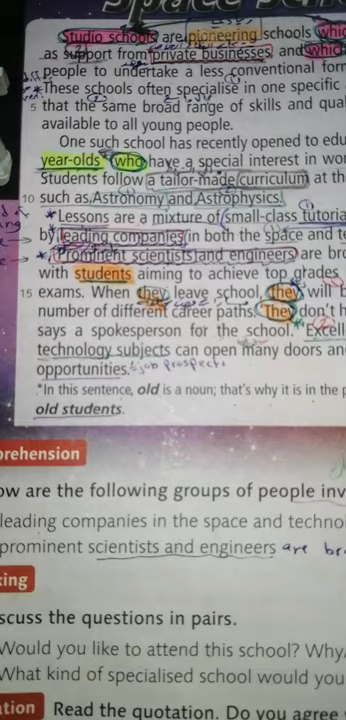 Space
Studio schools are pioneering schools whic
as support from private businesses, and which
people to undertake a less conventional form
*These schools often specialise in one specific
5 that the same broad range of skills and qual
available to all young people.
One such school has recently opened to edu
year-olds who have a special interest in wor
Students follow a tailor-made curriculum at th
10 such as Astronomy and Astrophysics.
*Lessons are a mixture of small-class tutoria
by leading companies in both the space and te
*Prominent scientists and engineers are bro
with students aiming to achieve top grades
15 exams. When they leave school, they will b
number of different career paths. They don't h
says a spokesperson for the school. Excell
technology subjects can open many doors and
opportunities. job prospects
*In this sentence, old is a noun; that's why it is in the p
old students.
prehension
ow are the following groups of people inv
leading companies in the space and techno
prominent scientists and engineers are bro
king
scuss the questions in pairs.
Would you like to attend this school? Why
What kind of specialised school would you
ation Read the quotation. Do you agree